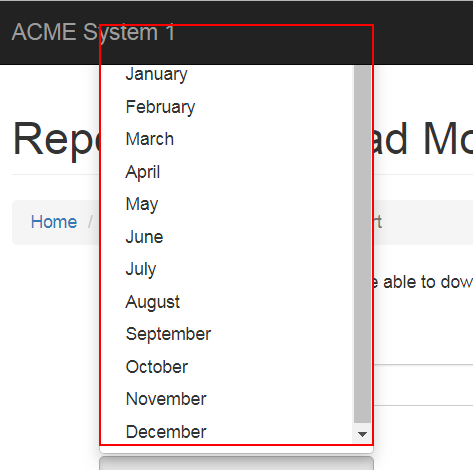 ACME System 1
January
February
Repo ad Mo
March
April
May
Home / rt
June
July
e able to dow
August
September
October
November
December